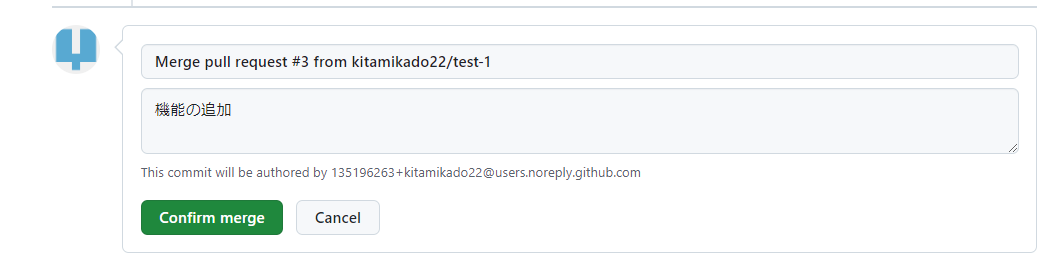 Merge pull request #3 from kitamikado22/test-1
機能の追加
This commit will be authored by 135196263+kitamikado22@users.noreply.github.com
Confirm merge
Cancel